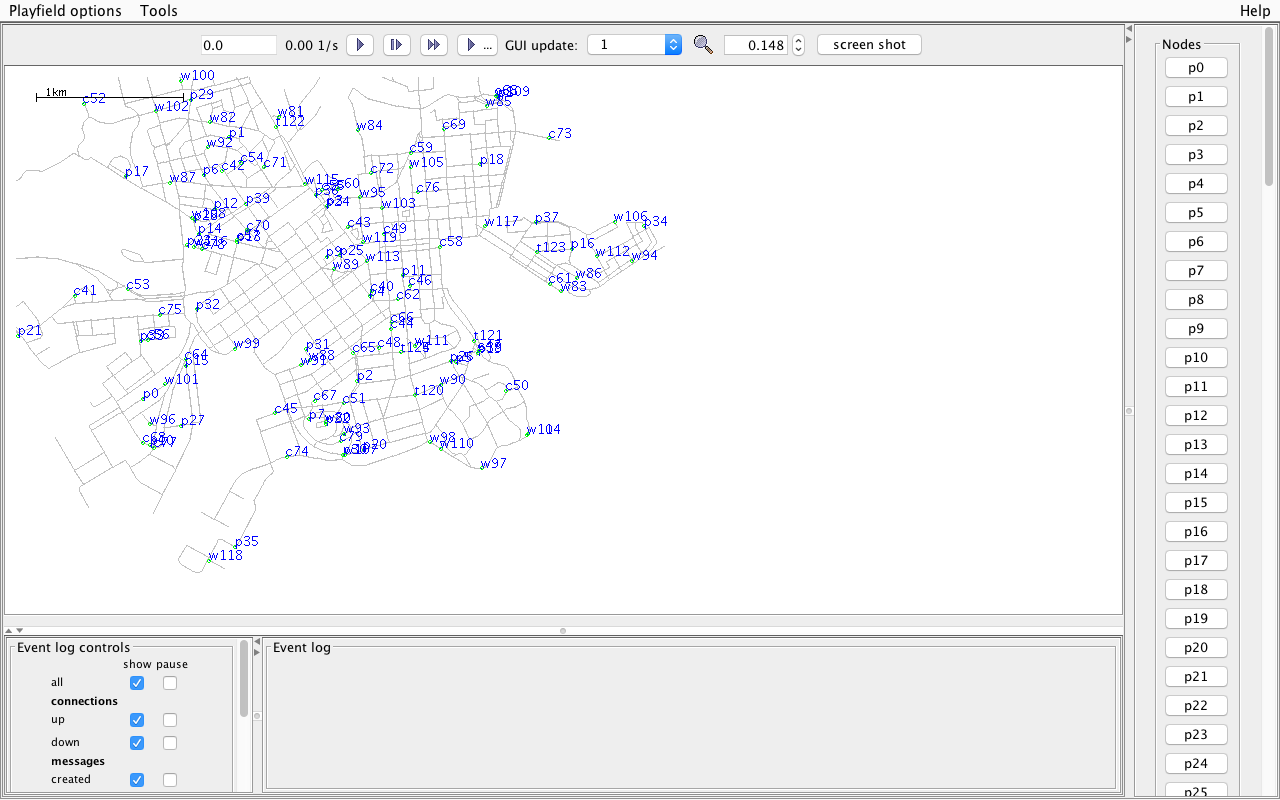 Playfield options Tools Help
0.0 0.00 1/s ... GUI update: 1 0.148 screen shot
Nodes
1km
w100
c52
p29
w102
w82
w81
t122
p1
w92
w84
c69
w85
c73
c59
p17
w87
p6
c42
c54
c71
c72
w105
p18
w115
c60
w95
c76
w103
p12
p39
p14
c70
c43
c49
w119
c58
w117
p37
w106
p34
t123
p16
w112
w94
p9
p25
w89
w113
p11
c46
c61
w86
w83
c41
c53
c40
p4
c62
c75
p32
p21
c66
c44
w99
p31
w88
w91
c65
c48
t121
w111
c64
p15
w101
p0
p2
w90
t120
c50
w96
p27
c45
c67
c51
p7
w93
c79
p20
c74
w98
w110
w97
p35
w118
p0
p1
p2
p3
p4
p5
p6
p7
p8
p9
p10
p11
p12
p13
p14
p15
p16
p17
p18
p19
p20
p21
p22
p23
p24
p25
Event log controls
show pause
all
connections
up
down
messages
created
Event log